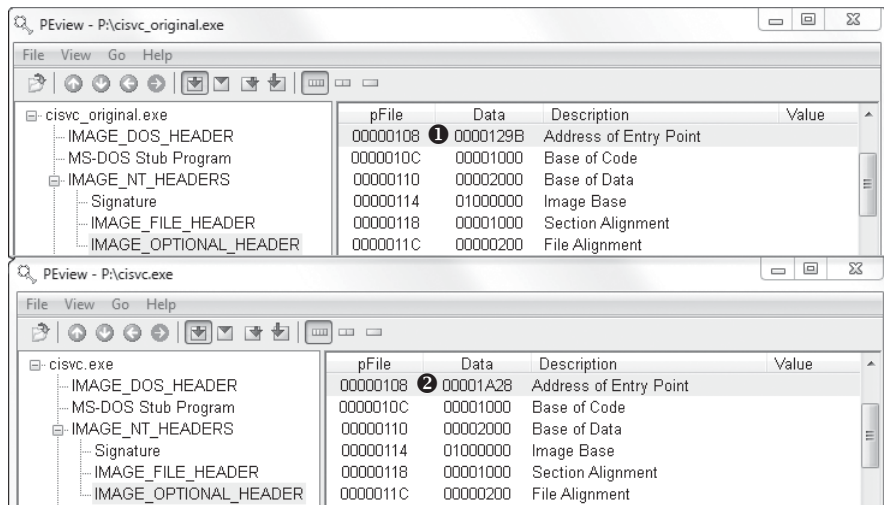 PEview - P:\cisvc_original.exe
File View Go Help
cisvc_original.exe
IMAGE_DOS_HEADER
MS-DOS Stub Program
IMAGE_NT_HEADERS
Signature
IMAGE_FILE_HEADER
IMAGE_OPTIONAL_HEADER
pFile Data Description Value
00000108 ❶ 0000129B Address of Entry Point
0000010C 00001000 Base of Code
00000110 00002000 Base of Data
00000114 01000000 Image Base
00000118 00001000 Section Alignment
0000011C 00000200 File Alignment
PEview - P:\cisvc.exe
File View Go Help
cisvc.exe
IMAGE_DOS_HEADER
MS-DOS Stub Program
IMAGE_NT_HEADERS
Signature
IMAGE_FILE_HEADER
IMAGE_OPTIONAL_HEADER
pFile Data Description Value
00000108 ❷ 00001A28 Address of Entry Point
0000010C 00001000 Base of Code
00000110 00002000 Base of Data
00000114 01000000 Image Base
00000118 00001000 Section Alignment
0000011C 00000200 File Alignment